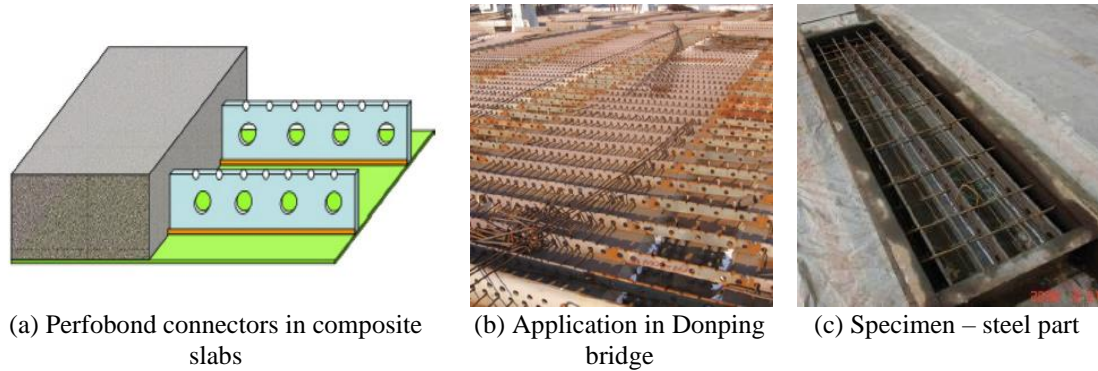 (a) Perfobond connectors in composite
slabs
(b) Application in Donping
bridge
(c) Specimen – steel part